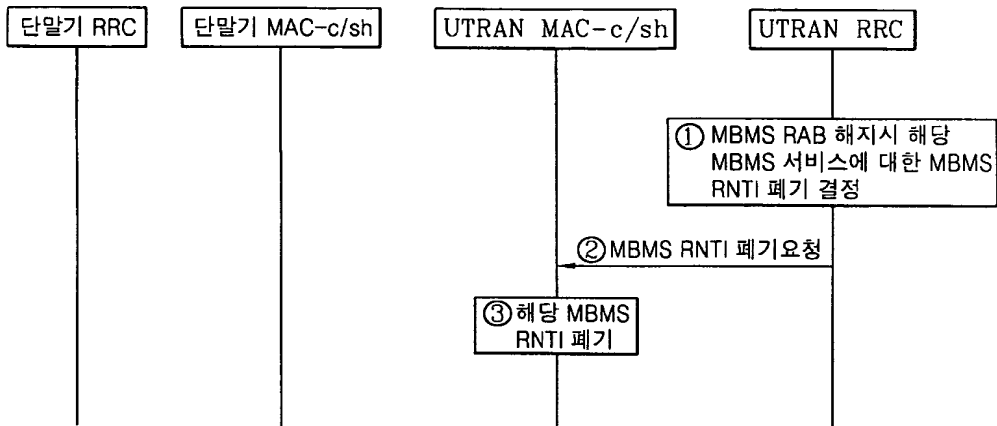 단말기 RRC
단말기 MAC-c/sh
UTRAN MAC-c/sh
UTRAN RRC
① MBMS RAB 해지시 해당
MBMS 서비스에 대한 MBMS
RNTI 폐기 결정
② MBMS RNTI 폐기요청
③ 해당 MBMS
RNTI 폐기